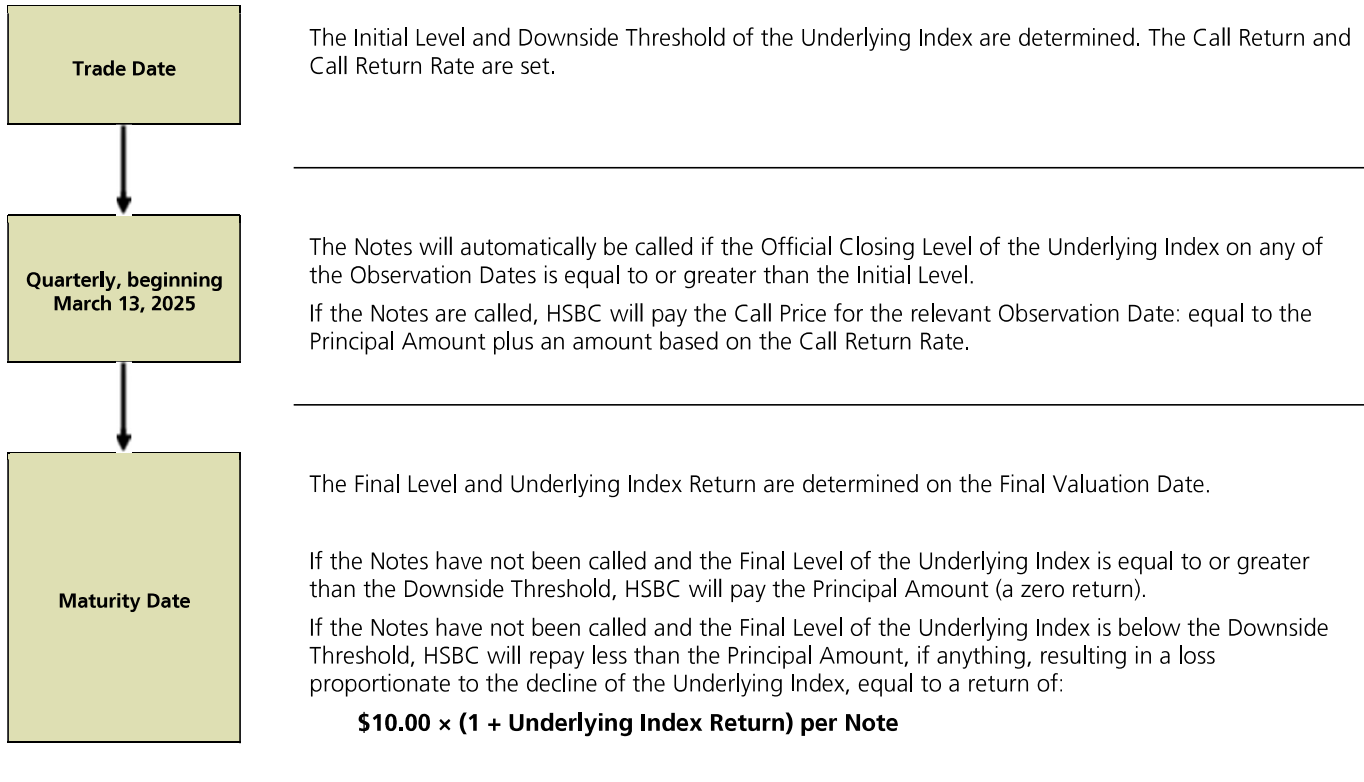 Trade Date
The Initial Level and Downside Threshold of the Underlying Index are determined. The Call Return and
Call Return Rate are set.
Quarterly, beginning
March 13, 2025
The Notes will automatically be called if the Official Closing Level of the Underlying Index on any of
the Observation Dates is equal to or greater than the Initial Level.
If the Notes are called, HSBC will pay the Call Price for the relevant Observation Date: equal to the
Principal Amount plus an amount based on the Call Return Rate.
Maturity Date
The Final Level and Underlying Index Return are determined on the Final Valuation Date.
If the Notes have not been called and the Final Level of the Underlying Index is equal to or greater
than the Downside Threshold, HSBC will pay the Principal Amount (a zero return).
If the Notes have not been called and the Final Level of the Underlying Index is below the Downside
Threshold, HSBC will repay less than the Principal Amount, if anything, resulting in a loss
proportionate to the decline of the Underlying Index, equal to a return of:
$10.00 × (1 + Underlying Index Return) per Note